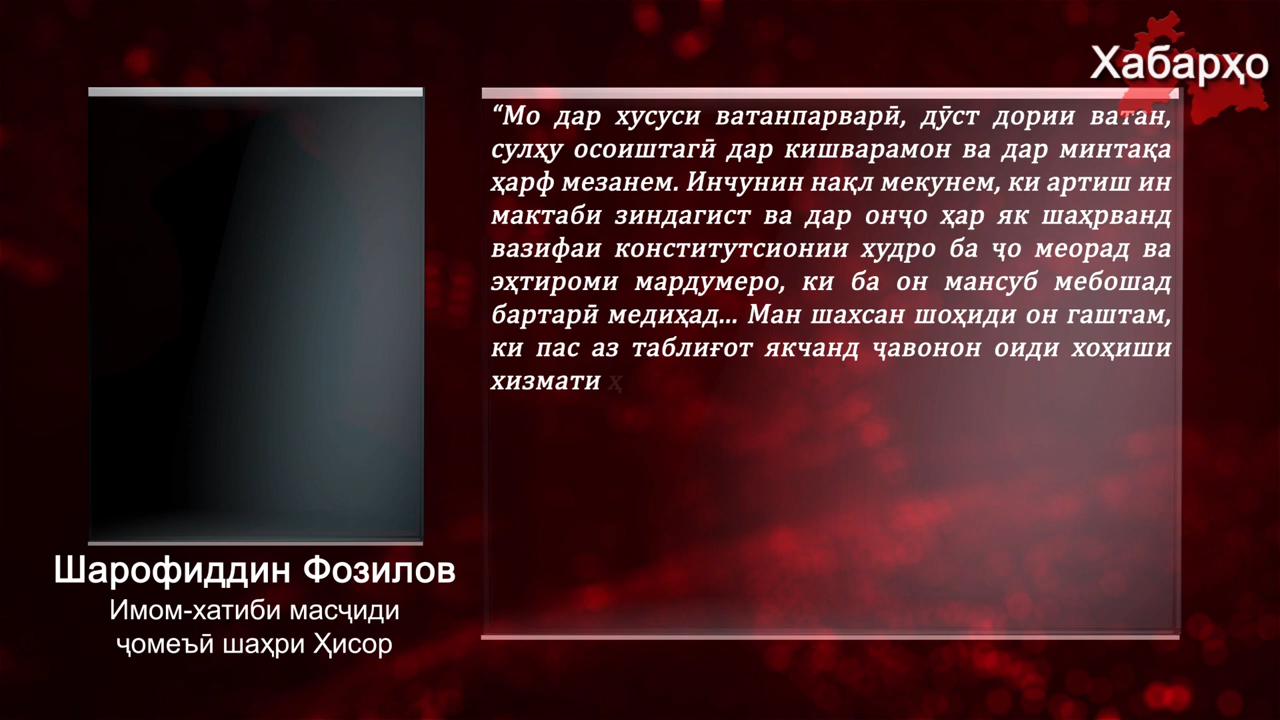 Хабарҳо
“Мо дар хусуси ватанпарварӣ, дӯст дории ватан,
сулҳу осоиштагӣ дар кишварамон ва дар минтақа
ҳарф мезанем. Инчунин нақл мекунем, ки артиш ин
мактаби зиндагист ва дар онҷо ҳар як шаҳрванд
вазифаи конститутсионии худро ба ҷо меорад ва
эҳтироми мардумеро, ки ба он мансуб мебошад
бартарӣ медиҳад... Ман шахсан шоҳиди он гаштам,
ки пас аз таблиғот якчанд ҷавонон оиди хоҳиши
хизмати ҳ
Шарофиддин Фозилов
Имом-хатиби масҷиди
ҷомеъӣ шаҳри Ҳисор